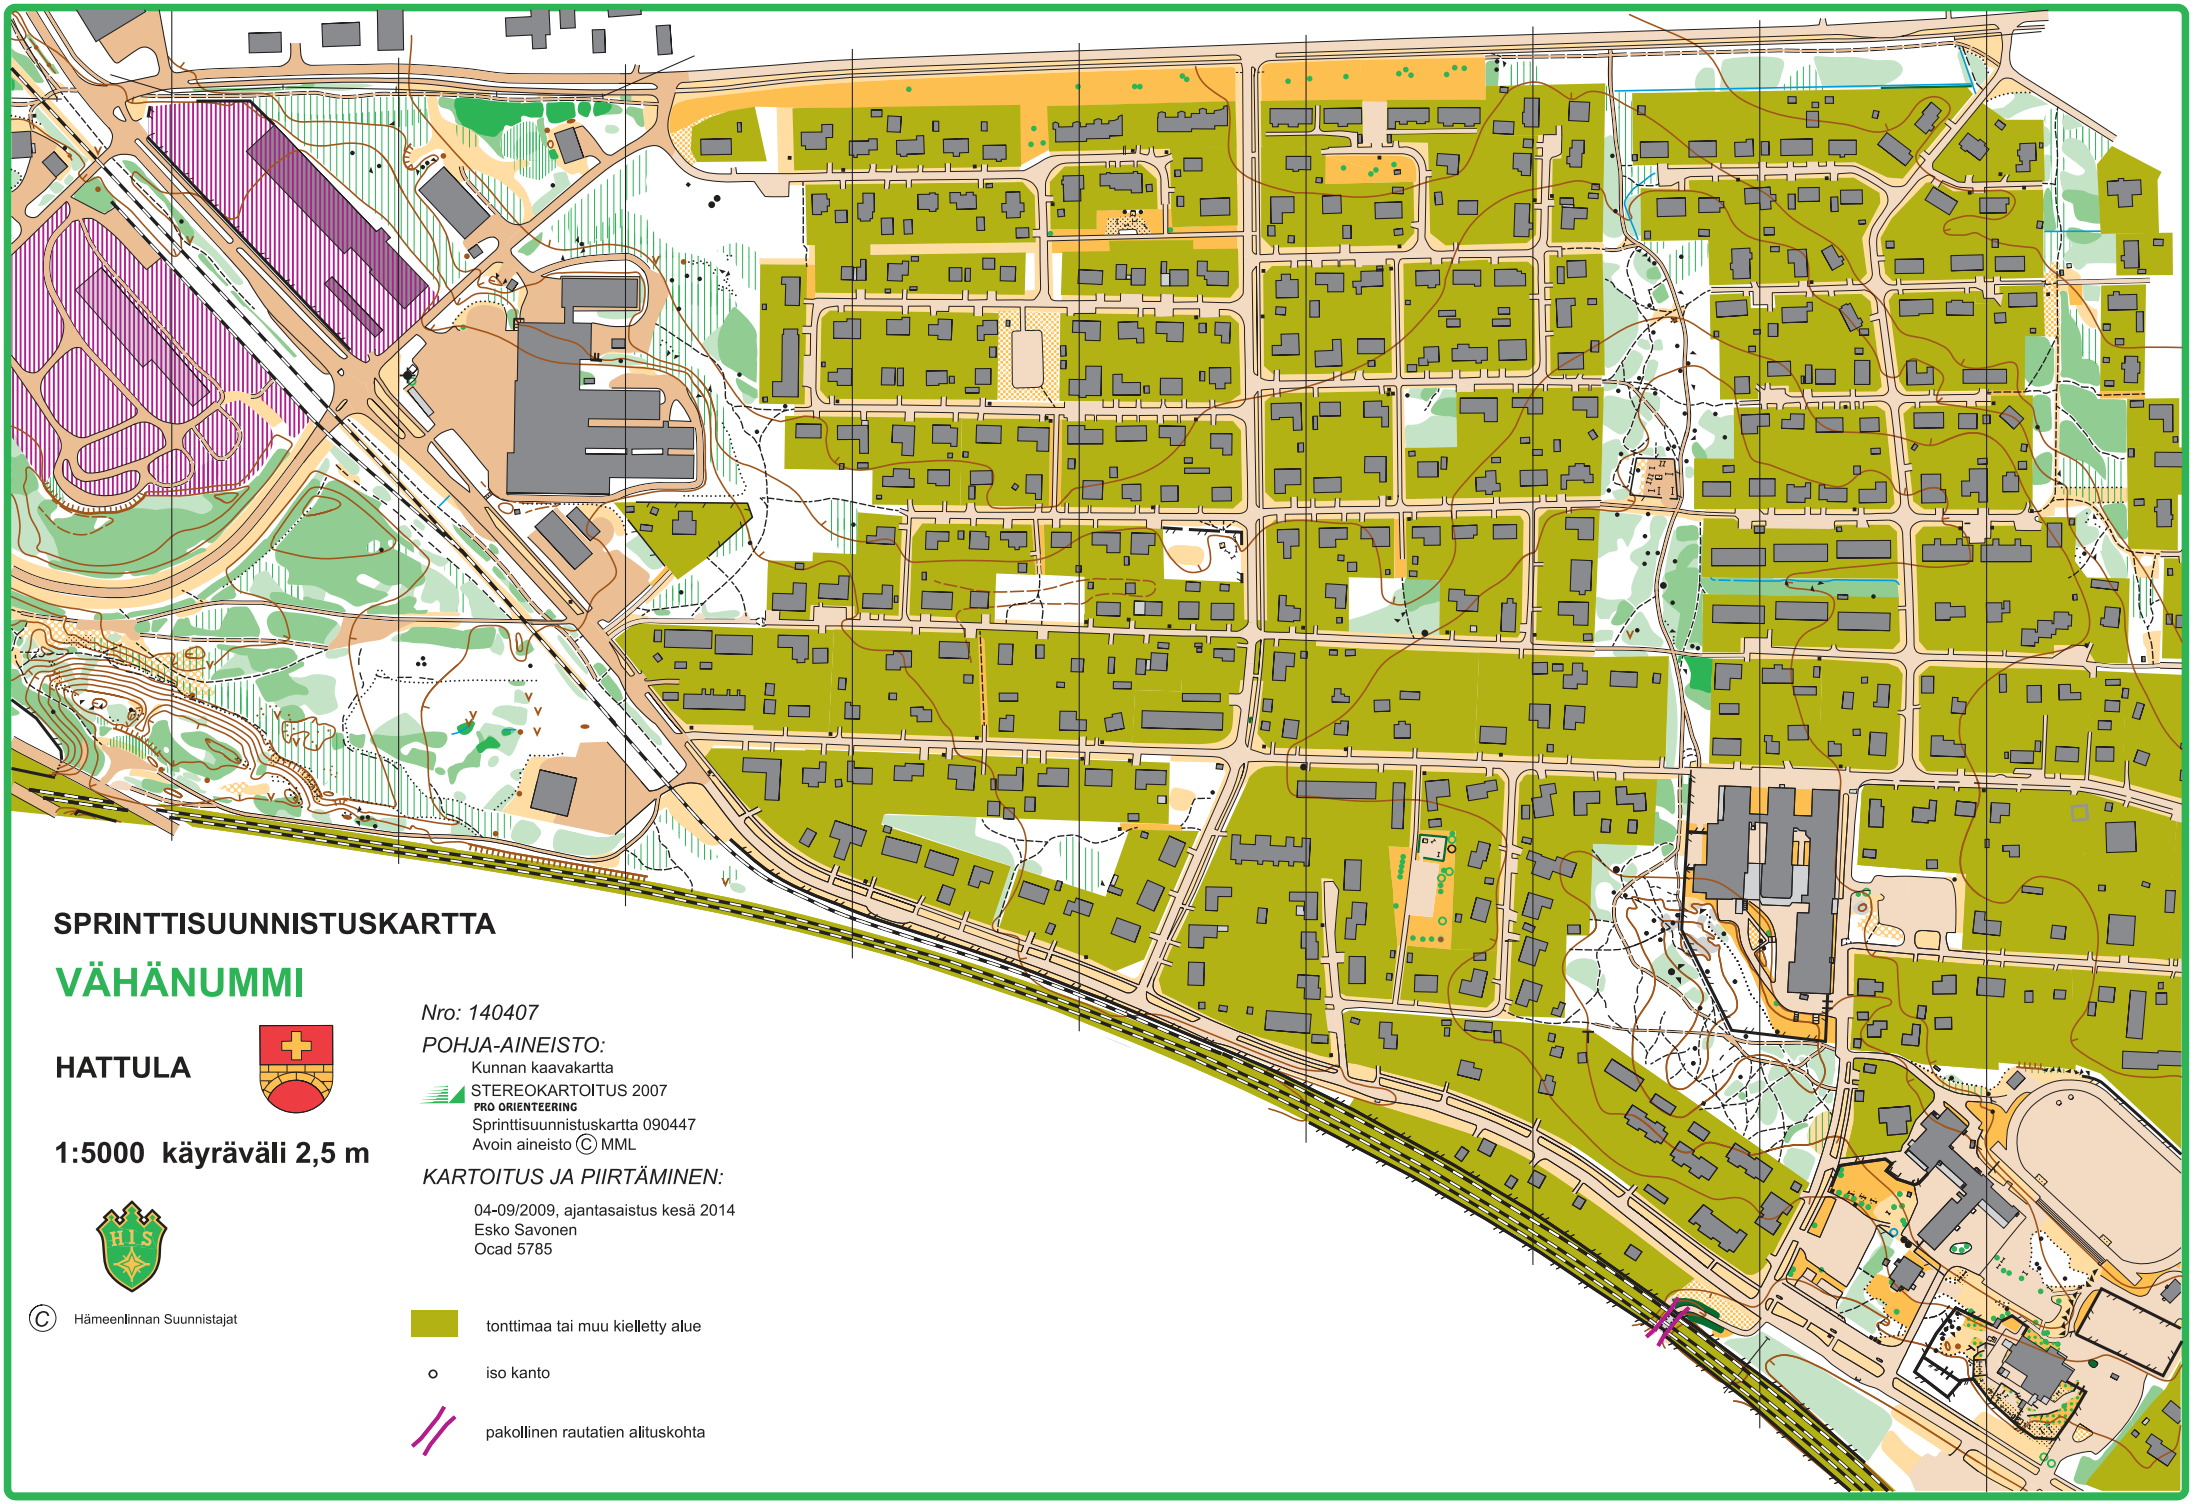 SPRINTTISUUNNISTUSKARTTA
VÄHÄNUMMI
HATTULA
1:5000 käyräväli 2,5 m
HIS
C Hämeenlinnan Suunnistajat
Nro: 140407
POHJA-AINEISTO:
Kunnan kaavakartta
STEREOKARTOITUS 2007
PRO ORIENTEERING
Sprinttisuunnistuskartta 090447
Avoin aineisto C MML
KARTOITUS JA PIIRTÄMINEN:
04-09/2009, ajantasaistus kesä 2014
Esko Savonen
Ocad 5785
tonttimaa tai muu kielletty alue
iso kanto
pakollinen rautatien alituskohta